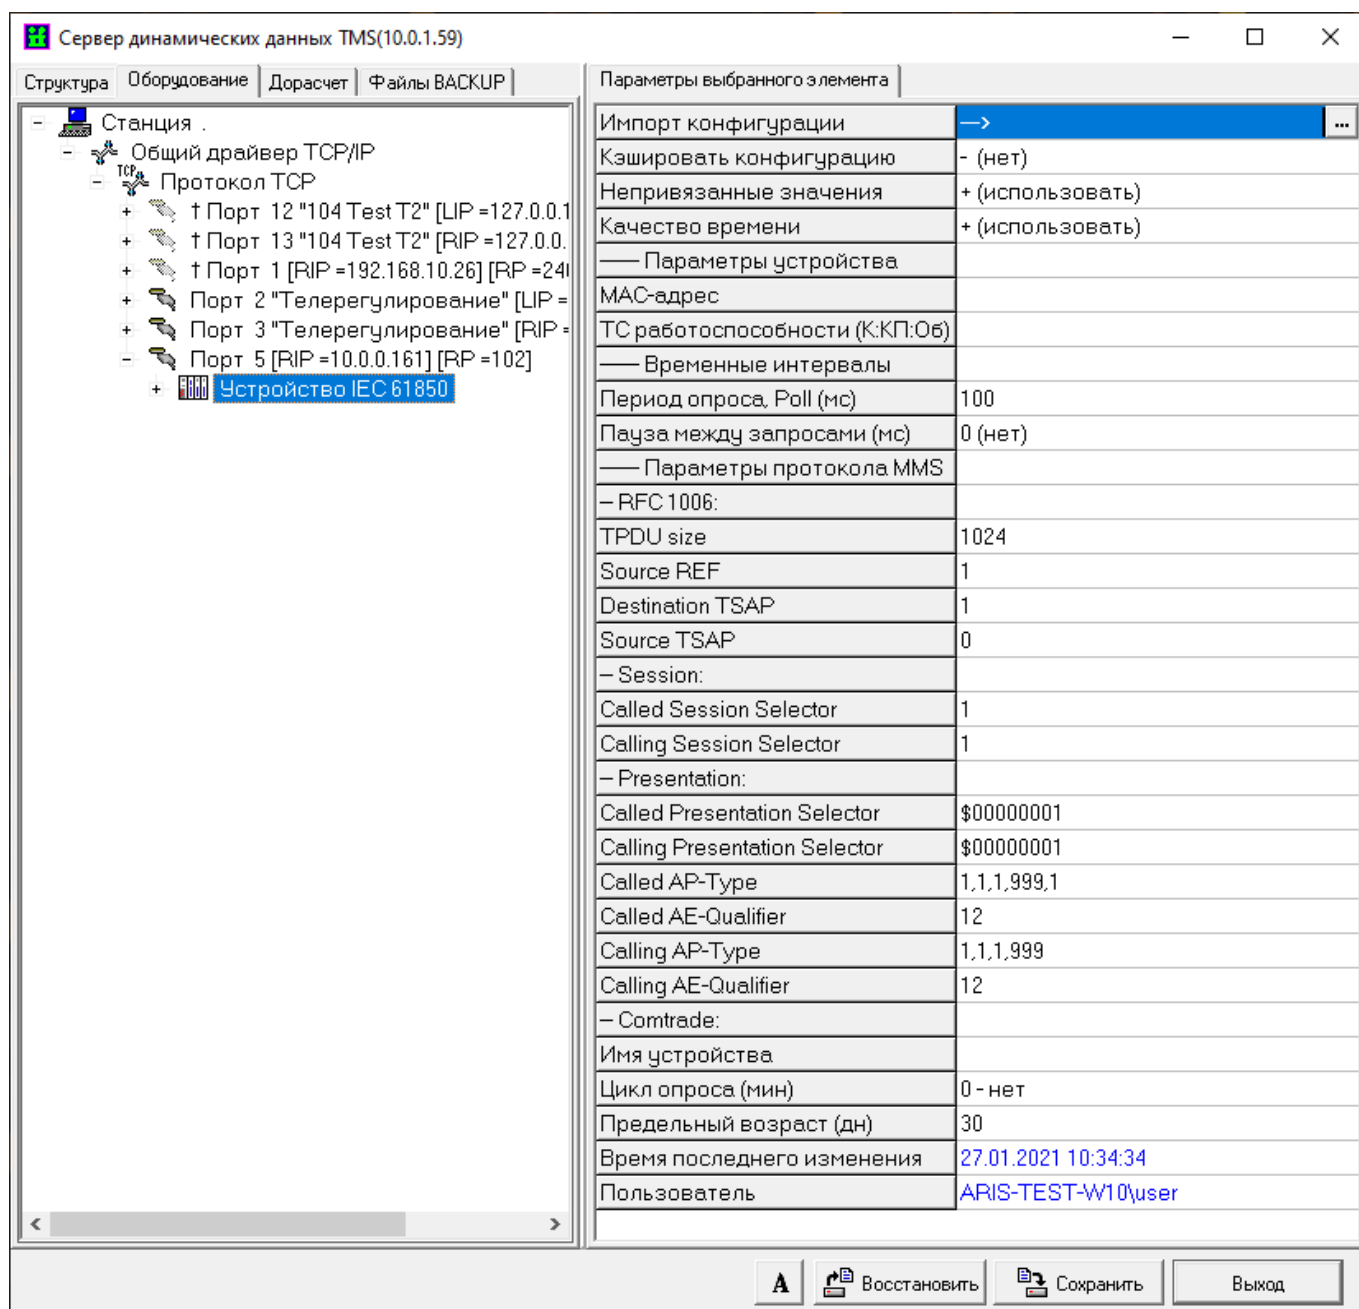 Сервер динамических данных TMS(10.0.1.59)
Структура Оборудование Дорасчет Файлы BACKUP
Станция .
Общий драйвер TCP/IP
TCP Протокол TCP
† Порт 12 "104 Test T2" [LIP =127.0.0.1
† Порт 13 "104 Test T2" [RIP =127.0.0.
† Порт 1 [RIP =192.168.10.26] [RP =24
Порт 2 "Телерегулирование" [LIP =
Порт 3 "Телерегулирование" [RIP =
Порт 5 [RIP =10.0.0.161] [RP =102]
Устройство IEC 61850
Параметры выбранного элемента
Импорт конфигурации —> ...
Кэшировать конфигурацию - (нет)
Непривязанные значения + (использовать)
Качество времени + (использовать)
—— Параметры устройства
MAC-адрес
ТС работоспособности (К:КП:Об)
—— Временные интервалы
Период опроса, Poll (мс) 100
Пауза между запросами (мс) 0 (нет)
—— Параметры протокола MMS
– RFC 1006:
TPDU size 1024
Source REF 1
Destination TSAP 1
Source TSAP 0
– Session:
Called Session Selector 1
Calling Session Selector 1
– Presentation:
Called Presentation Selector $00000001
Calling Presentation Selector $00000001
Called AP-Type 1,1,1,999,1
Called AE-Qualifier 12
Calling AP-Type 1,1,1,999
Calling AE-Qualifier 12
– Comtrade:
Имя устройства
Цикл опроса (мин) 0 - нет
Предельный возраст (дн) 30
Время последнего изменения 27.01.2021 10:34:34
Пользователь ARIS-TEST-W10\user
A Восстановить Сохранить Выход